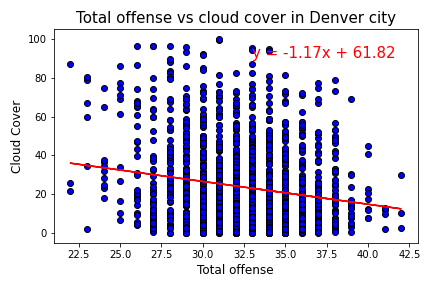 Total offense vs cloud cover in Denver city
y = -1.17x + 61.82
Cloud Cover
100
80
60
40
20
0
22.5 25.0 27.5 30.0 32.5 35.0 37.5 40.0 42.5
Total offense